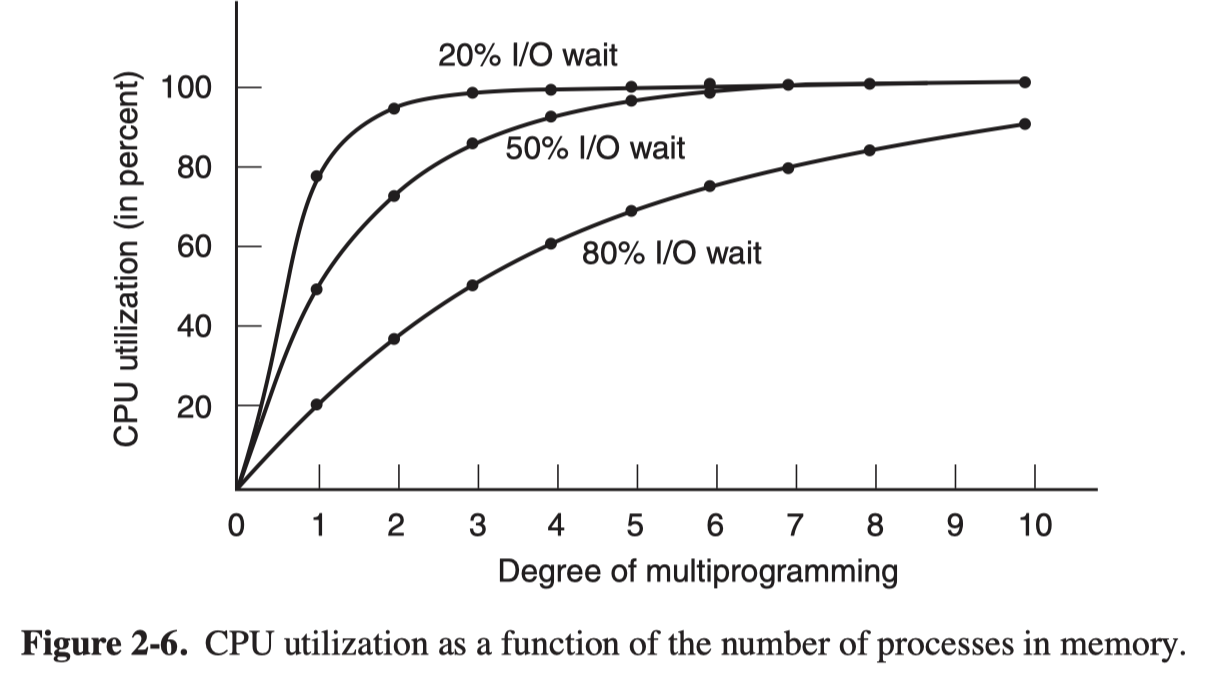 20% I/O wait
100
50% I/O wait
80
60
80% I/O wait
40
20
CPU utilization (in percent)
0 1 2 3 4 5 6 7 8 9 10
Degree of multiprogramming
Figure 2-6. CPU utilization as a function of the number of processes in memory.